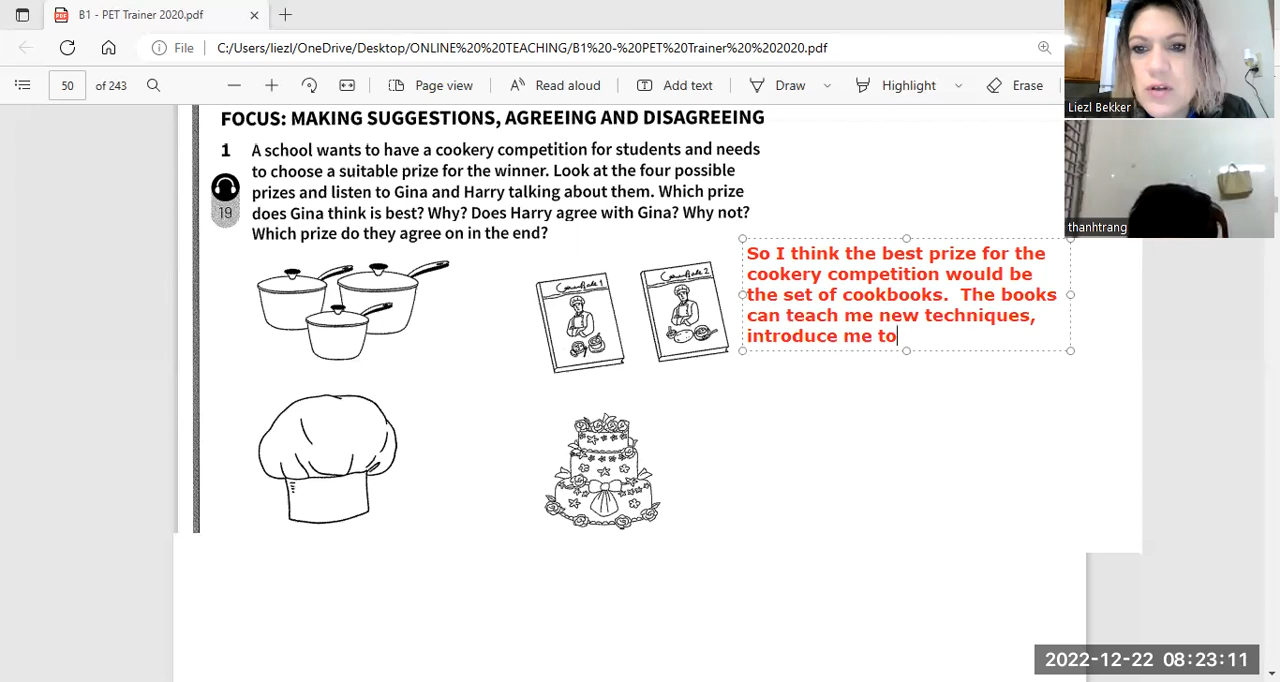 B1 - PET Trainer 2020.pdf
File
C:/Users/liezl/OneDrive/Desktop/ONLINE%20%20TEACHING/B1%20-%20PET%20Trainer%20%202020.pdf
50 of 243
Page view
Read aloud
Add text
Draw
Highlight
Erase
Liezl Bekker
thanhtrang
FOCUS: MAKING SUGGESTIONS, AGREEING AND DISAGREEING
1 A school wants to have a cookery competition for students and needs
to choose a suitable prize for the winner. Look at the four possible
prizes and listen to Gina and Harry talking about them. Which prize
19 does Gina think is best? Why? Does Harry agree with Gina? Why not?
Which prize do they agree on in the end?
So I think the best prize for the
cookery competition would be
the set of cookbooks.  The books
can teach me new techniques,
introduce me to
2022-12-22 08:23:11